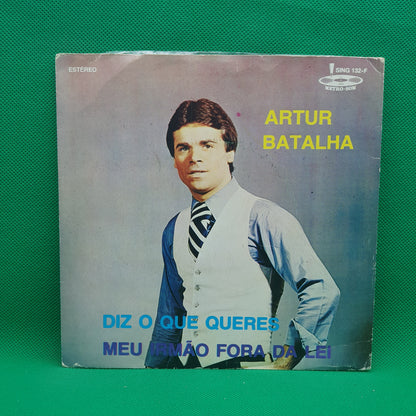 ESTÉREO
SING 132-F
METRO-SOM
ARTUR
BATALHA
DIZ O QUE QUERES
MEU IRMÃO FORA DA LEI